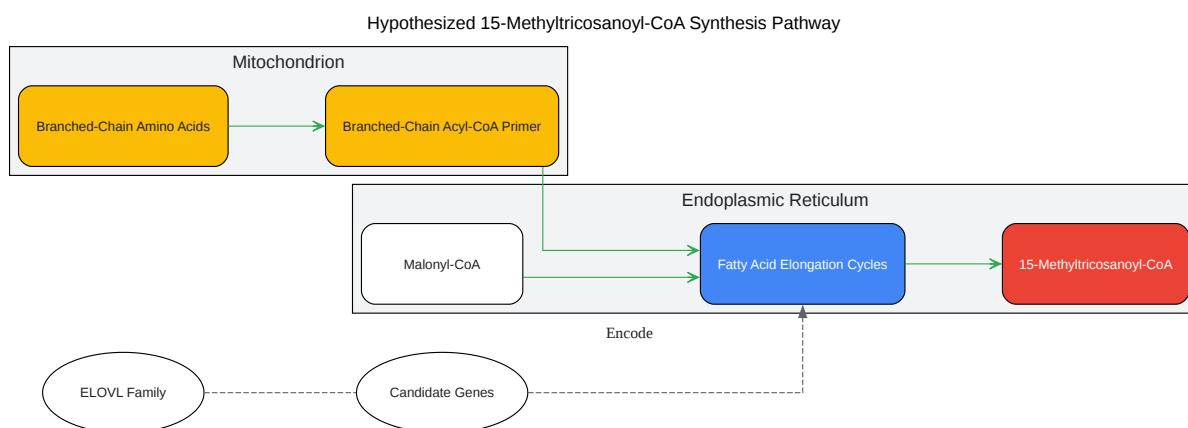 Hypothesized 15-Methyltricosanoyl-CoA Synthesis Pathway
Mitochondrion
Branched-Chain Amino Acids
Branched-Chain Acyl-CoA Primer
Endoplasmic Reticulum
Malonyl-CoA
Fatty Acid Elongation Cycles
15-Methyltricosanoyl-CoA
Encode
ELOVL Family
Candidate Genes